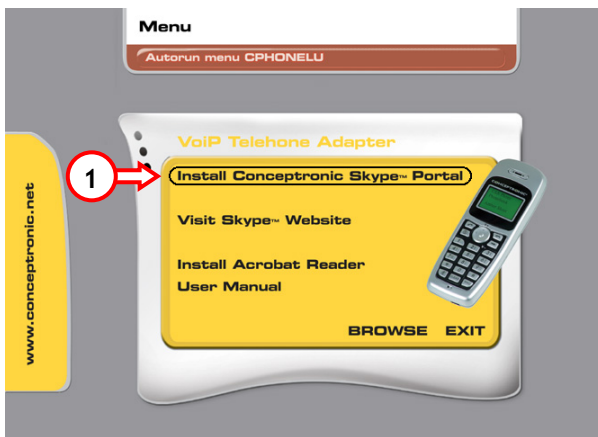 Menu
Autorun menu CPHONELU
www.conceptronic.net
VoiP Telehone Adapter
1
Install Conceptronic Skype™ Portal
Visit Skype™ Website
Install Acrobat Reader
User Manual
BROWSE EXIT